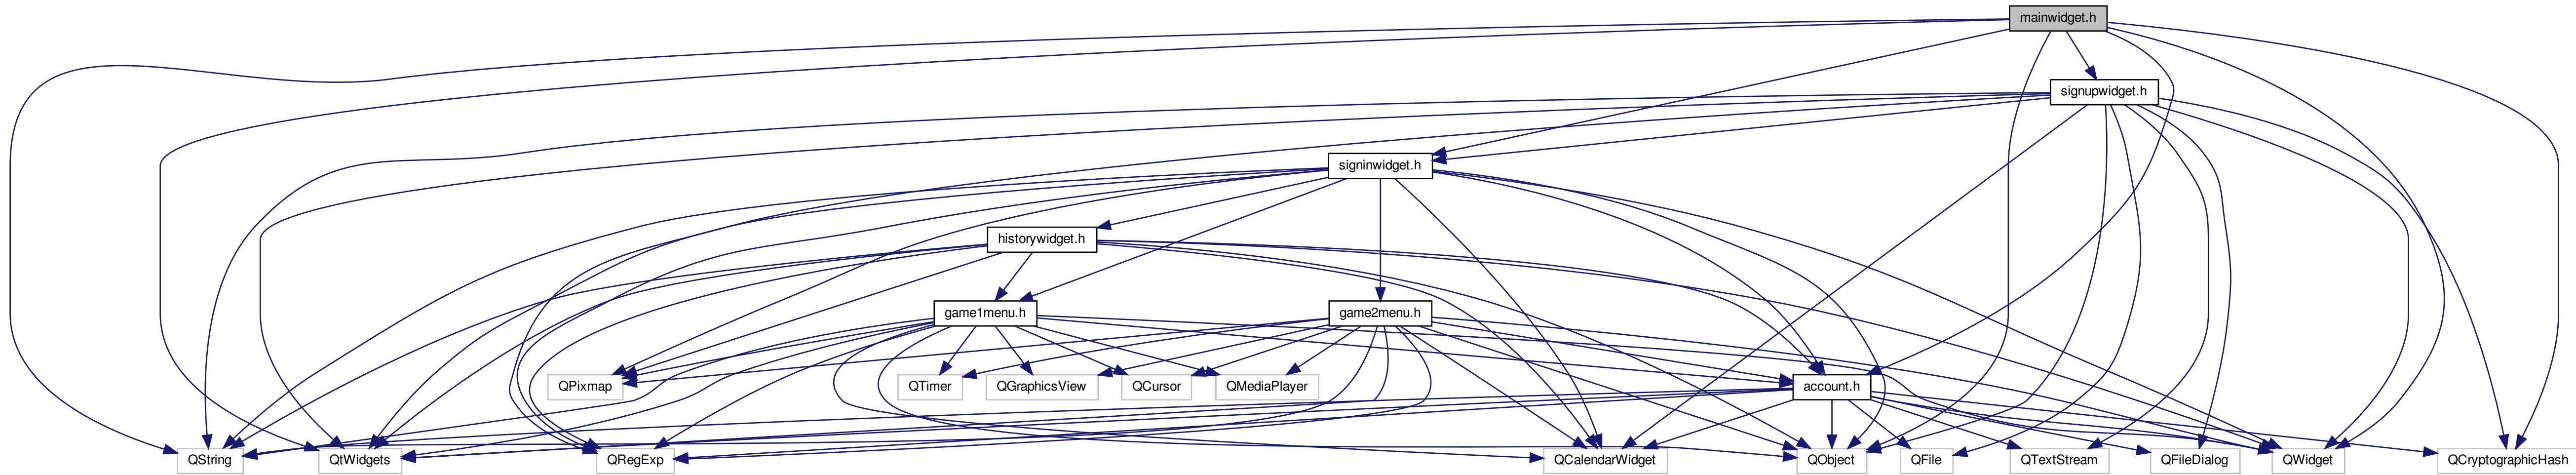 mainwidget.h
signupwidget.h
signinwidget.h
historywidget.h
game1menu.h
game2menu.h
QPixmap
QTimer
QGraphicsView
QCursor
QMediaPlayer
account.h
QString
QtWidgets
QRegExp
QCalendarWidget
QObject
QFile
QTextStream
QFileDialog
QWidget
QCryptographicHash